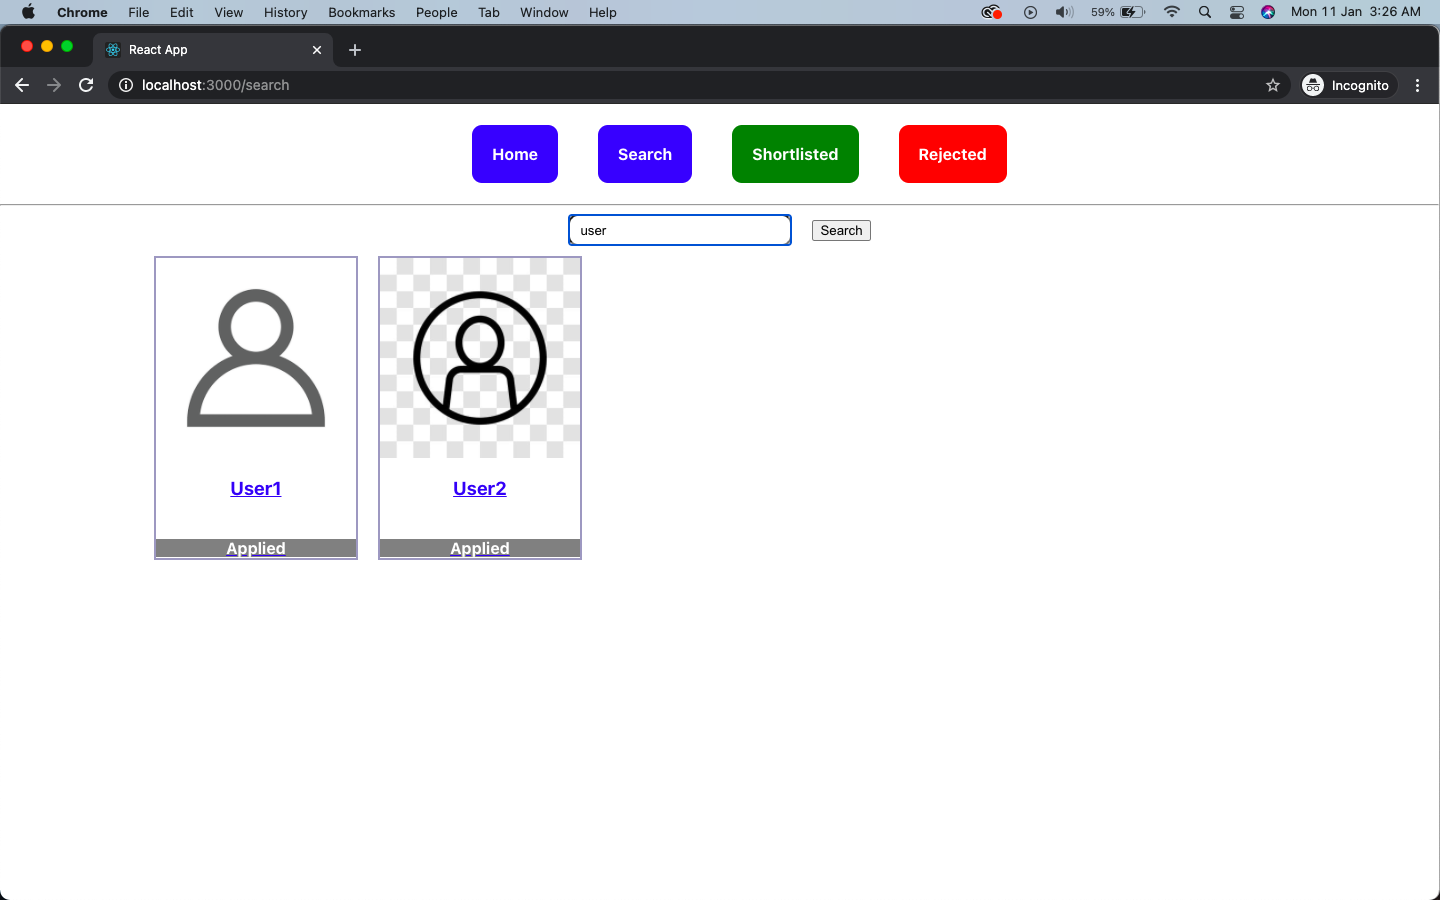 Chrome File Edit View History Bookmarks People Tab Window Help 59% Mon 11 Jan 3:26 AM
React App
localhost:3000/search Incognito
Home Search Shortlisted Rejected
user Search
User1 User2
Applied Applied